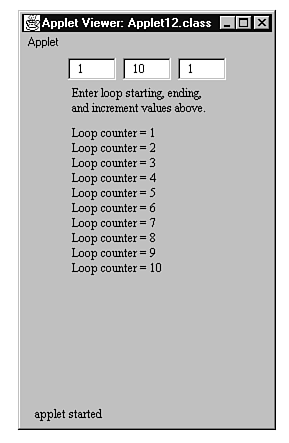 Applet Viewer: Applet12.class
Applet
1 10 1
Enter loop starting, ending,
and increment values above.
Loop counter = 1
Loop counter = 2
Loop counter = 3
Loop counter = 4
Loop counter = 5
Loop counter = 6
Loop counter = 7
Loop counter = 8
Loop counter = 9
Loop counter = 10
applet started